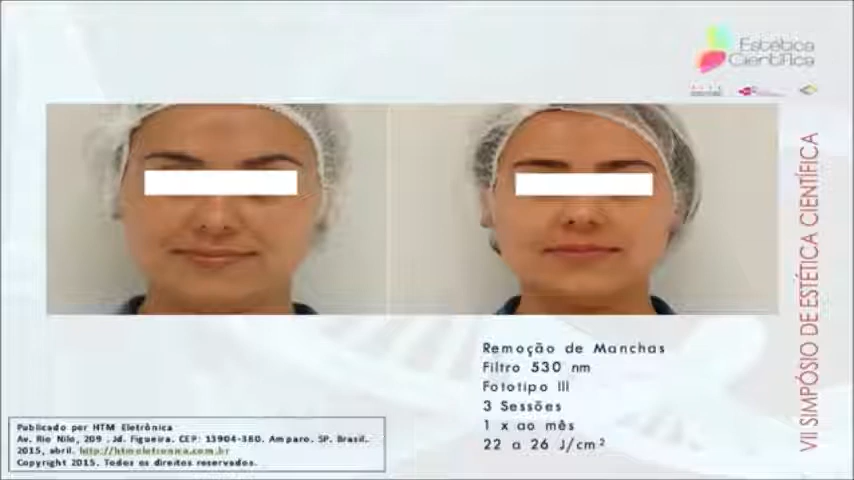 Estética
Científica
VII SIMPÓSIO DE ESTÉTICA CIENTÍFICA
Remoção de Manchas
Filtro 530 nm
Fototipo III
3 Sessões
1 x ao mês
22 a 26 J/cm²
Publicado por HTM Eletrônica
Av. Rio Nilo, 209 . Jd. Figueira. CEP: 13904-380. Amparo. SP. Brasil.
2015, abril. http://htmeletronica.com.br
Copyright 2015. Todos os direitos reservados.